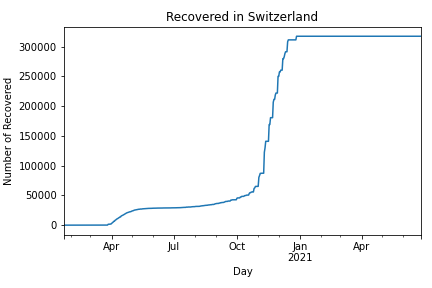 Recovered in Switzerland
Number of Recovered
300000
250000
200000
150000
100000
50000
0
Apr
Jul
Oct
Jan
2021
Apr
Day